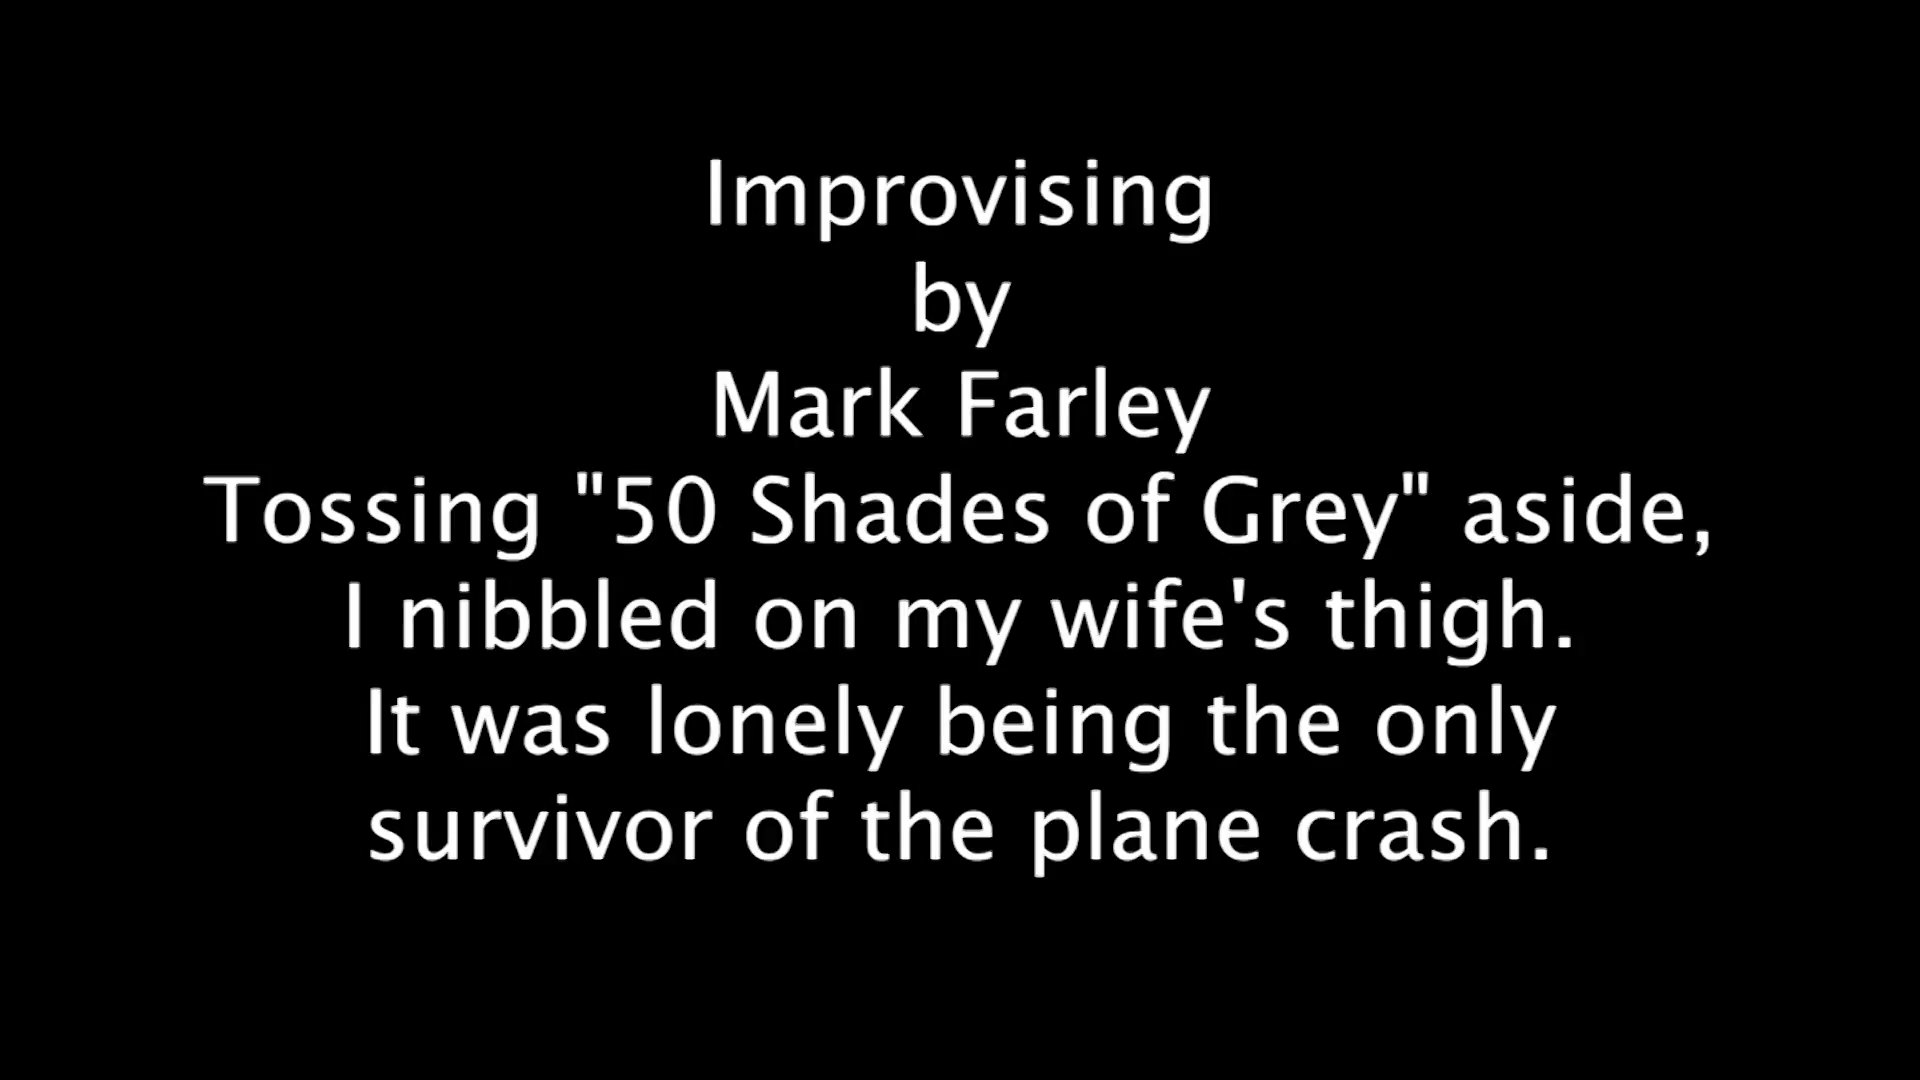 Improvising
by
Mark Farley
Tossing "50 Shades of Grey" aside,
I nibbled on my wife's thigh.
It was lonely being the only
survivor of the plane crash.